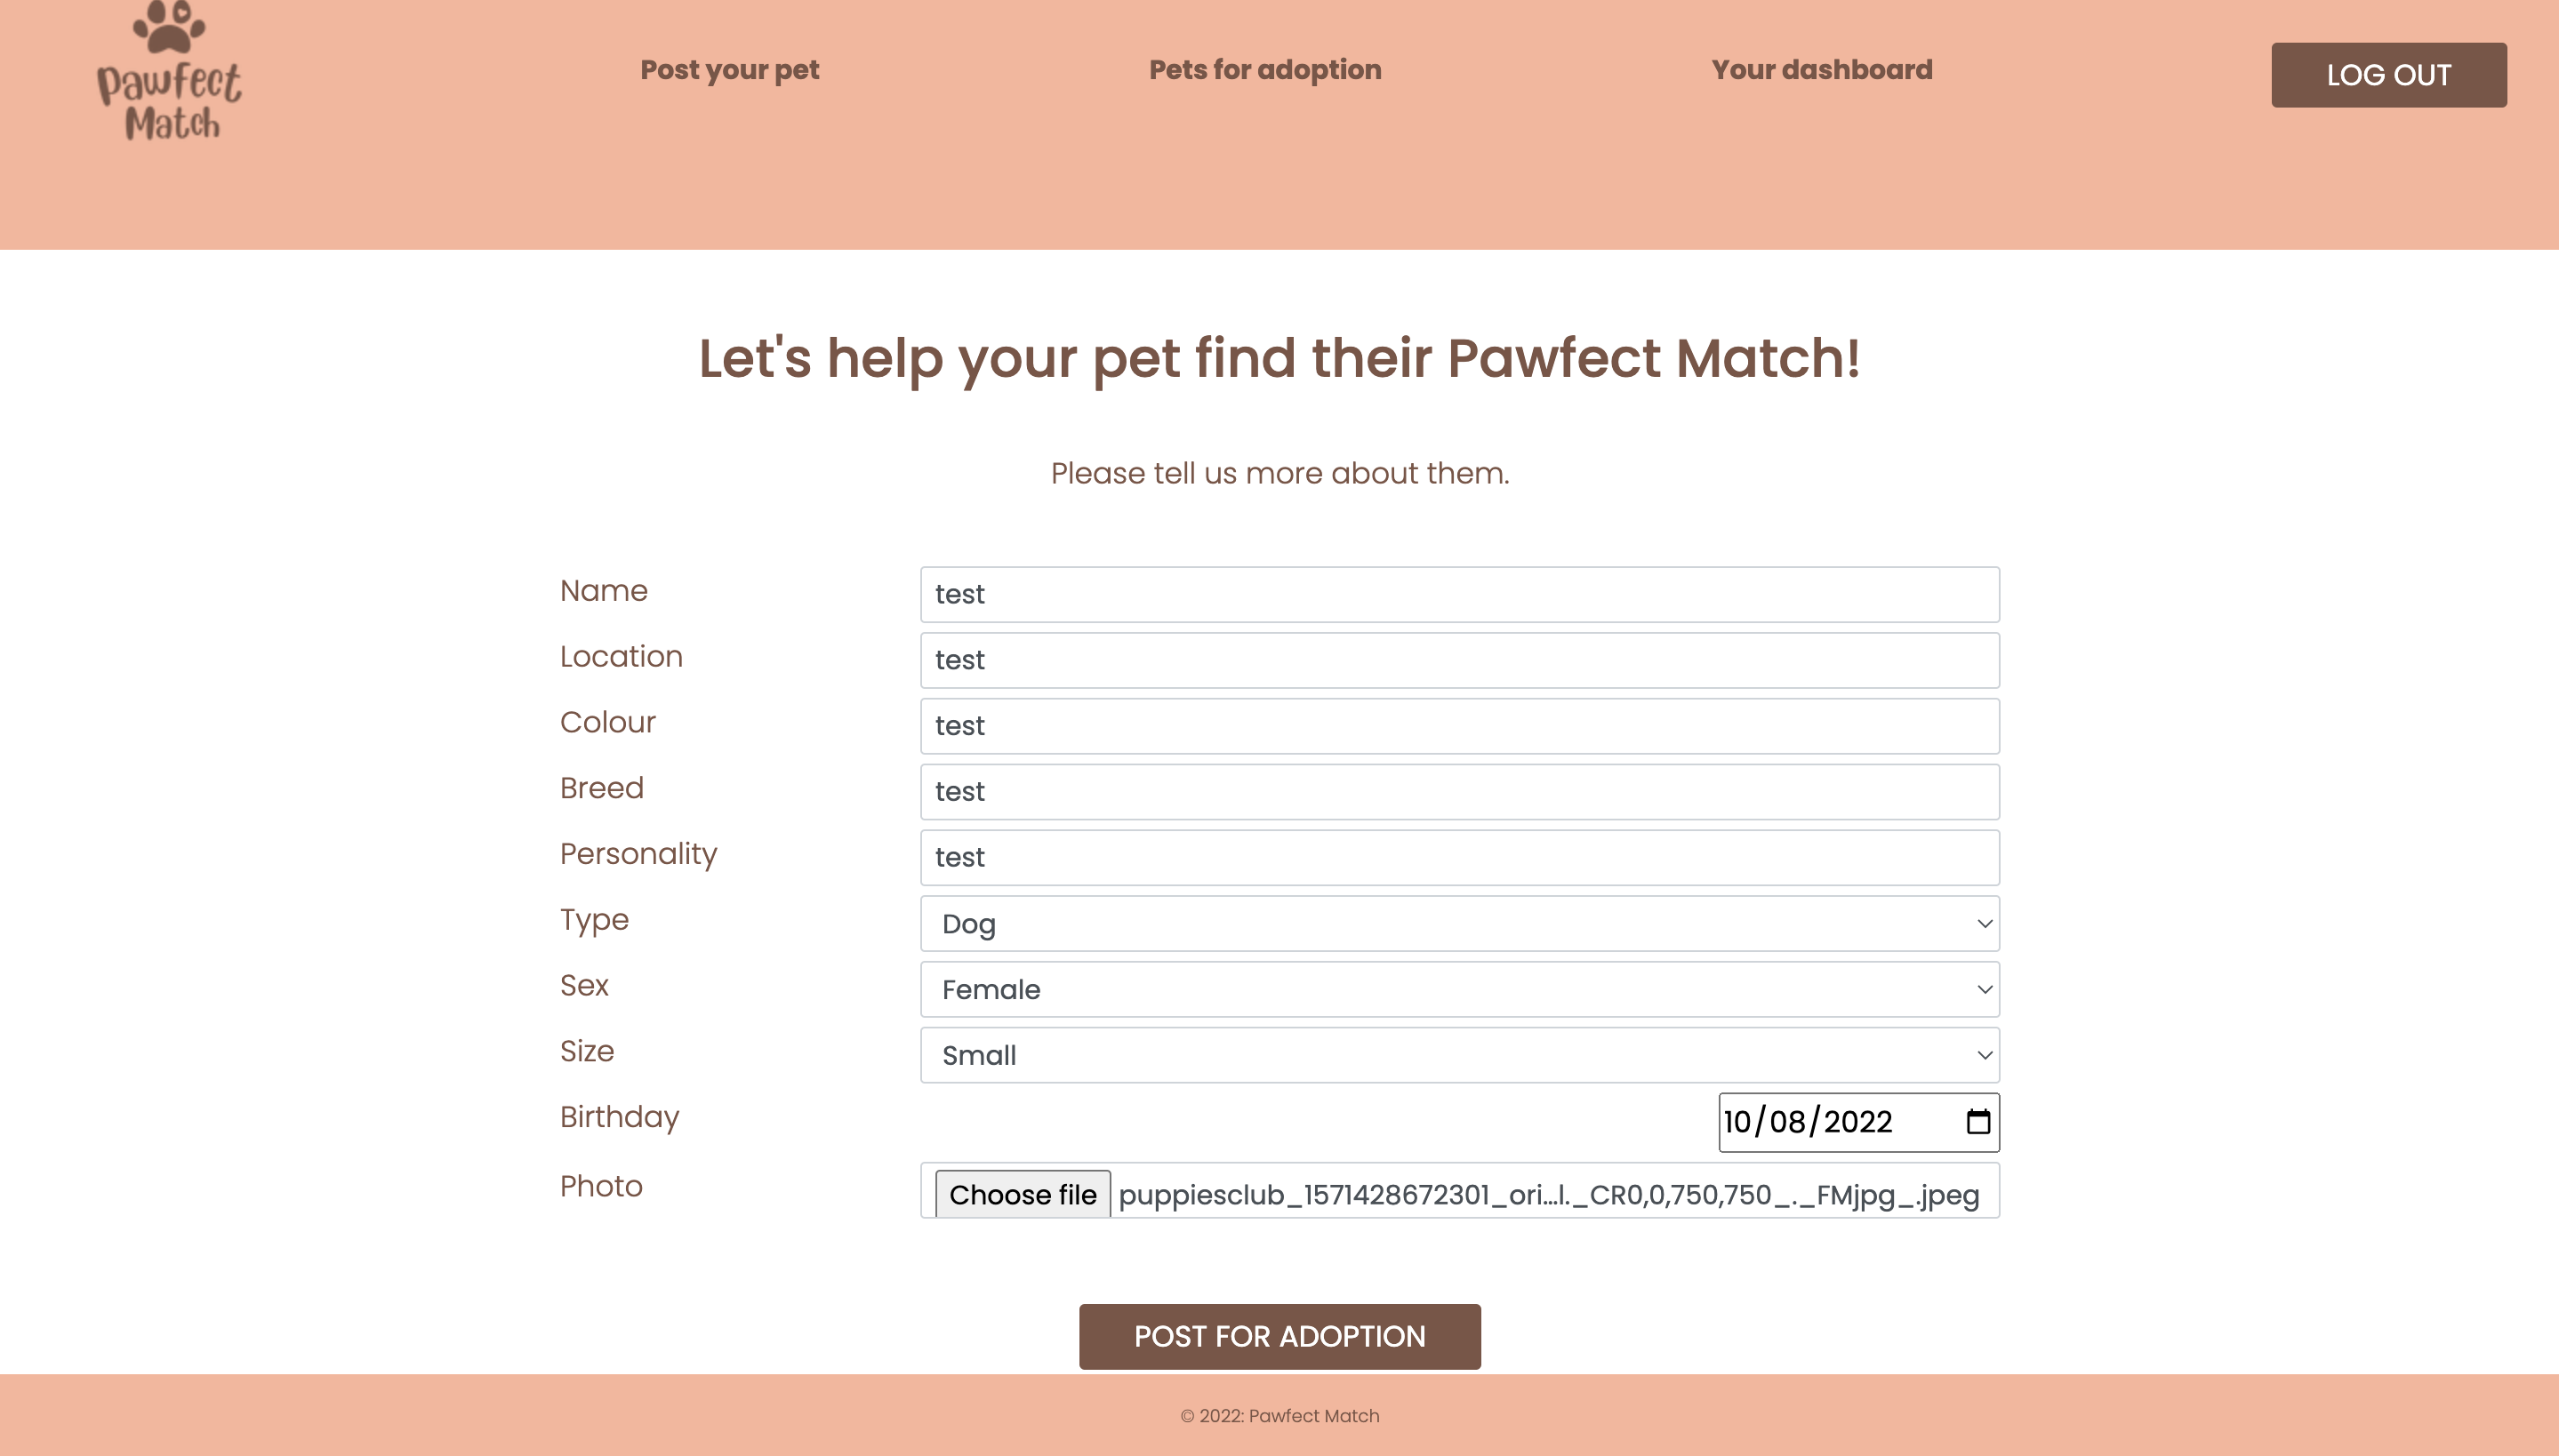 Pawfect
Match
Post your pet
Pets for adoption
Your dashboard
LOG OUT
Let's help your pet find their Pawfect Match!
Please tell us more about them.
Name test
Location test
Colour test
Breed test
Personality test
Type Dog
Sex Female
Size Small
Birthday 10/08/2022
Photo Choose file puppiesclub_1571428672301_ori...l._CR0,0,750,750_._FMjpg_.jpeg
POST FOR ADOPTION
© 2022: Pawfect Match